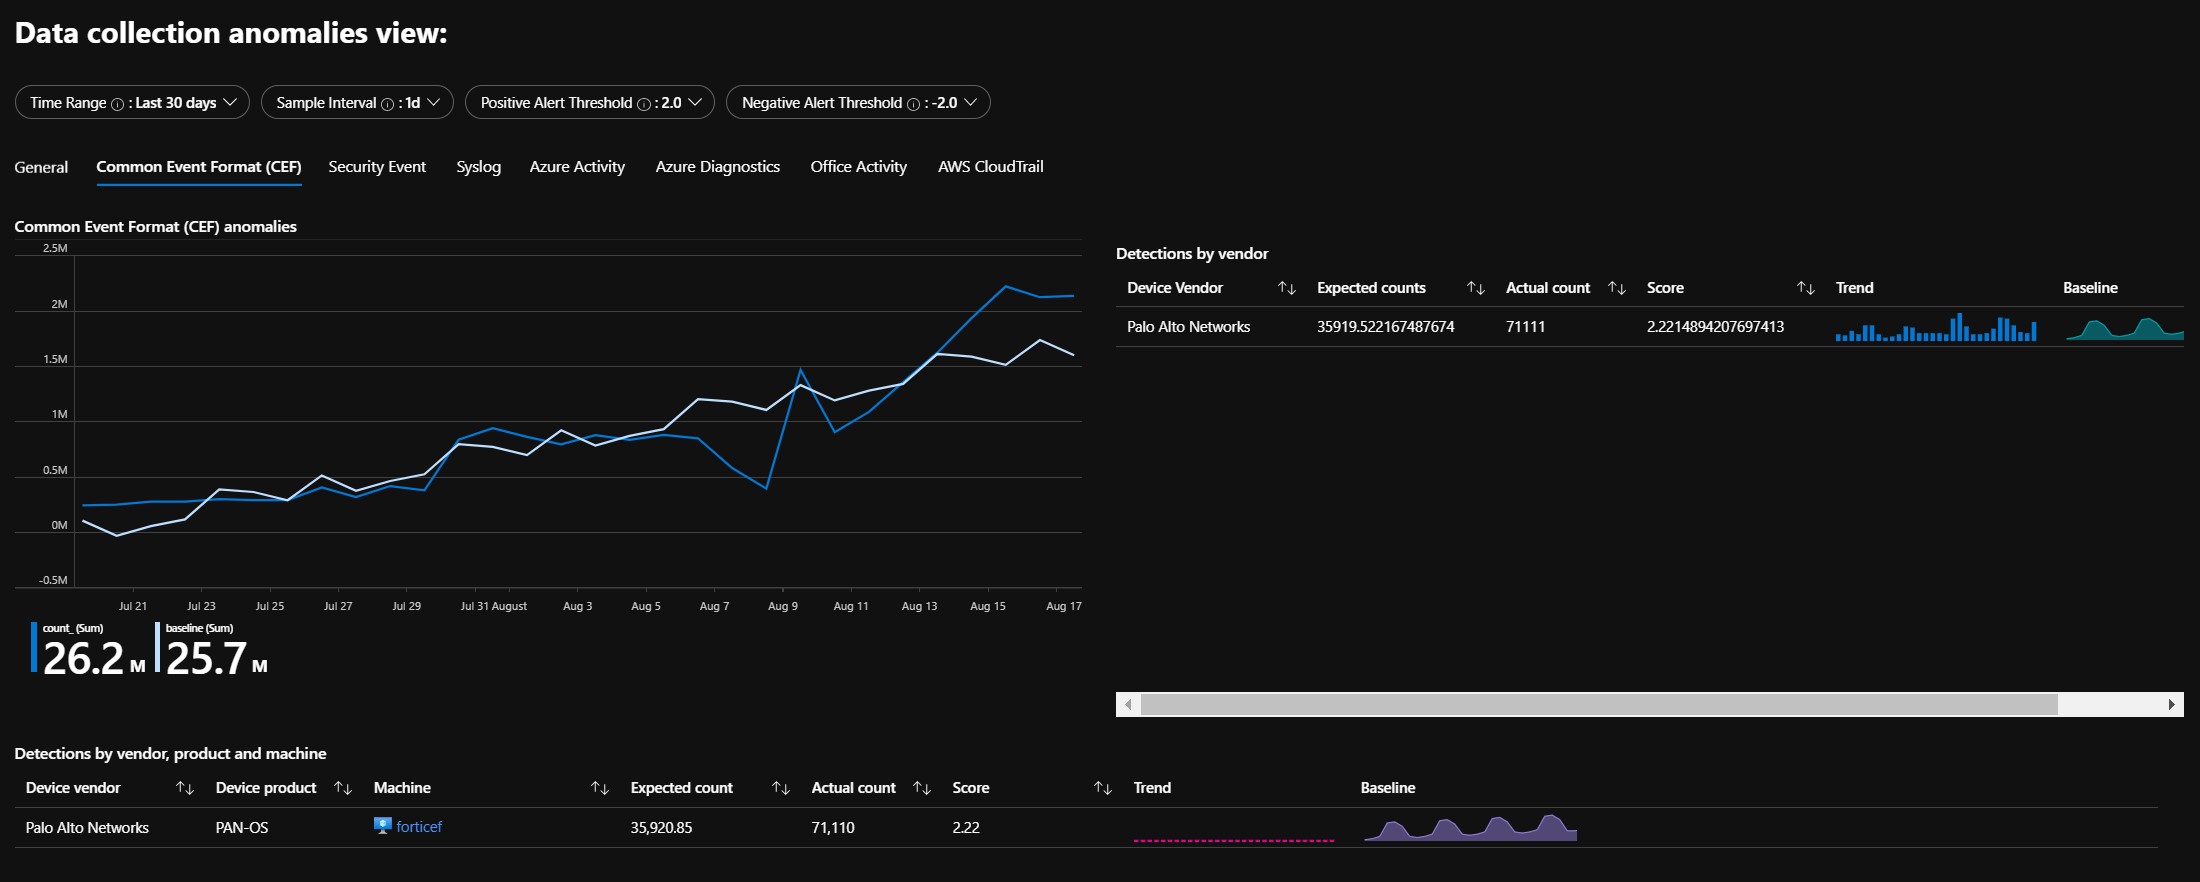 Data collection anomalies view:
Time Range : Last 30 days
Sample Interval : 1d
Positive Alert Threshold : 2.0
Negative Alert Threshold : -2.0
General
Common Event Format (CEF)
Security Event
Syslog
Azure Activity
Azure Diagnostics
Office Activity
AWS CloudTrail
Common Event Format (CEF) anomalies
2.5M
2M
1.5M
1M
0.5M
0M
-0.5M
Jul 21 Jul 23 Jul 25 Jul 27 Jul 29 Jul 31 August Aug 3 Aug 5 Aug 7 Aug 9 Aug 11 Aug 13 Aug 15 Aug 17
count_ (Sum)
26.2 M
baseline (Sum)
25.7 M
Detections by vendor
Device Vendor Expected counts Actual count Score Trend Baseline
Palo Alto Networks 35919.522167487674 71111 2.2214894207697413
Detections by vendor, product and machine
Device vendor Device product Machine Expected count Actual count Score Trend Baseline
Palo Alto Networks PAN-OS forticef 35,920.85 71,110 2.22